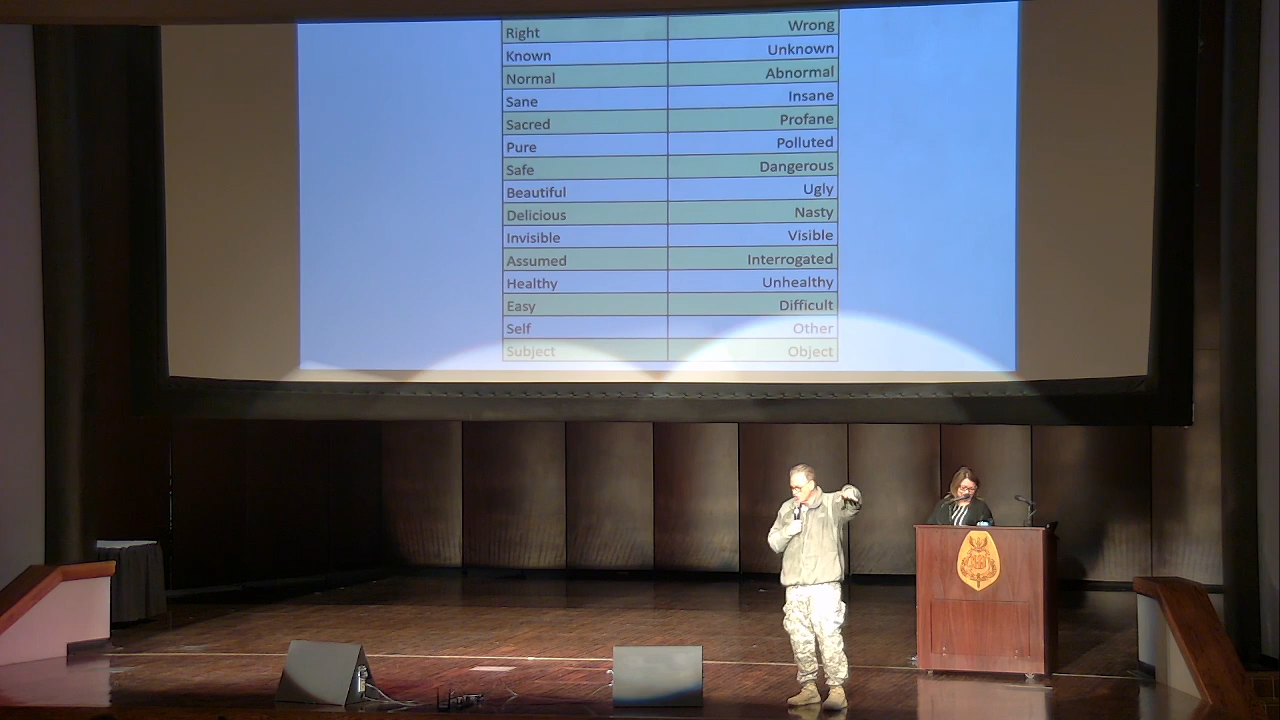 Right Wrong
Known Unknown
Normal Abnormal
Sane Insane
Sacred Profane
Pure Polluted
Safe Dangerous
Beautiful Ugly
Delicious Nasty
Invisible Visible
Assumed Interrogated
Healthy Unhealthy
Easy Difficult
Self Other
Subject Object